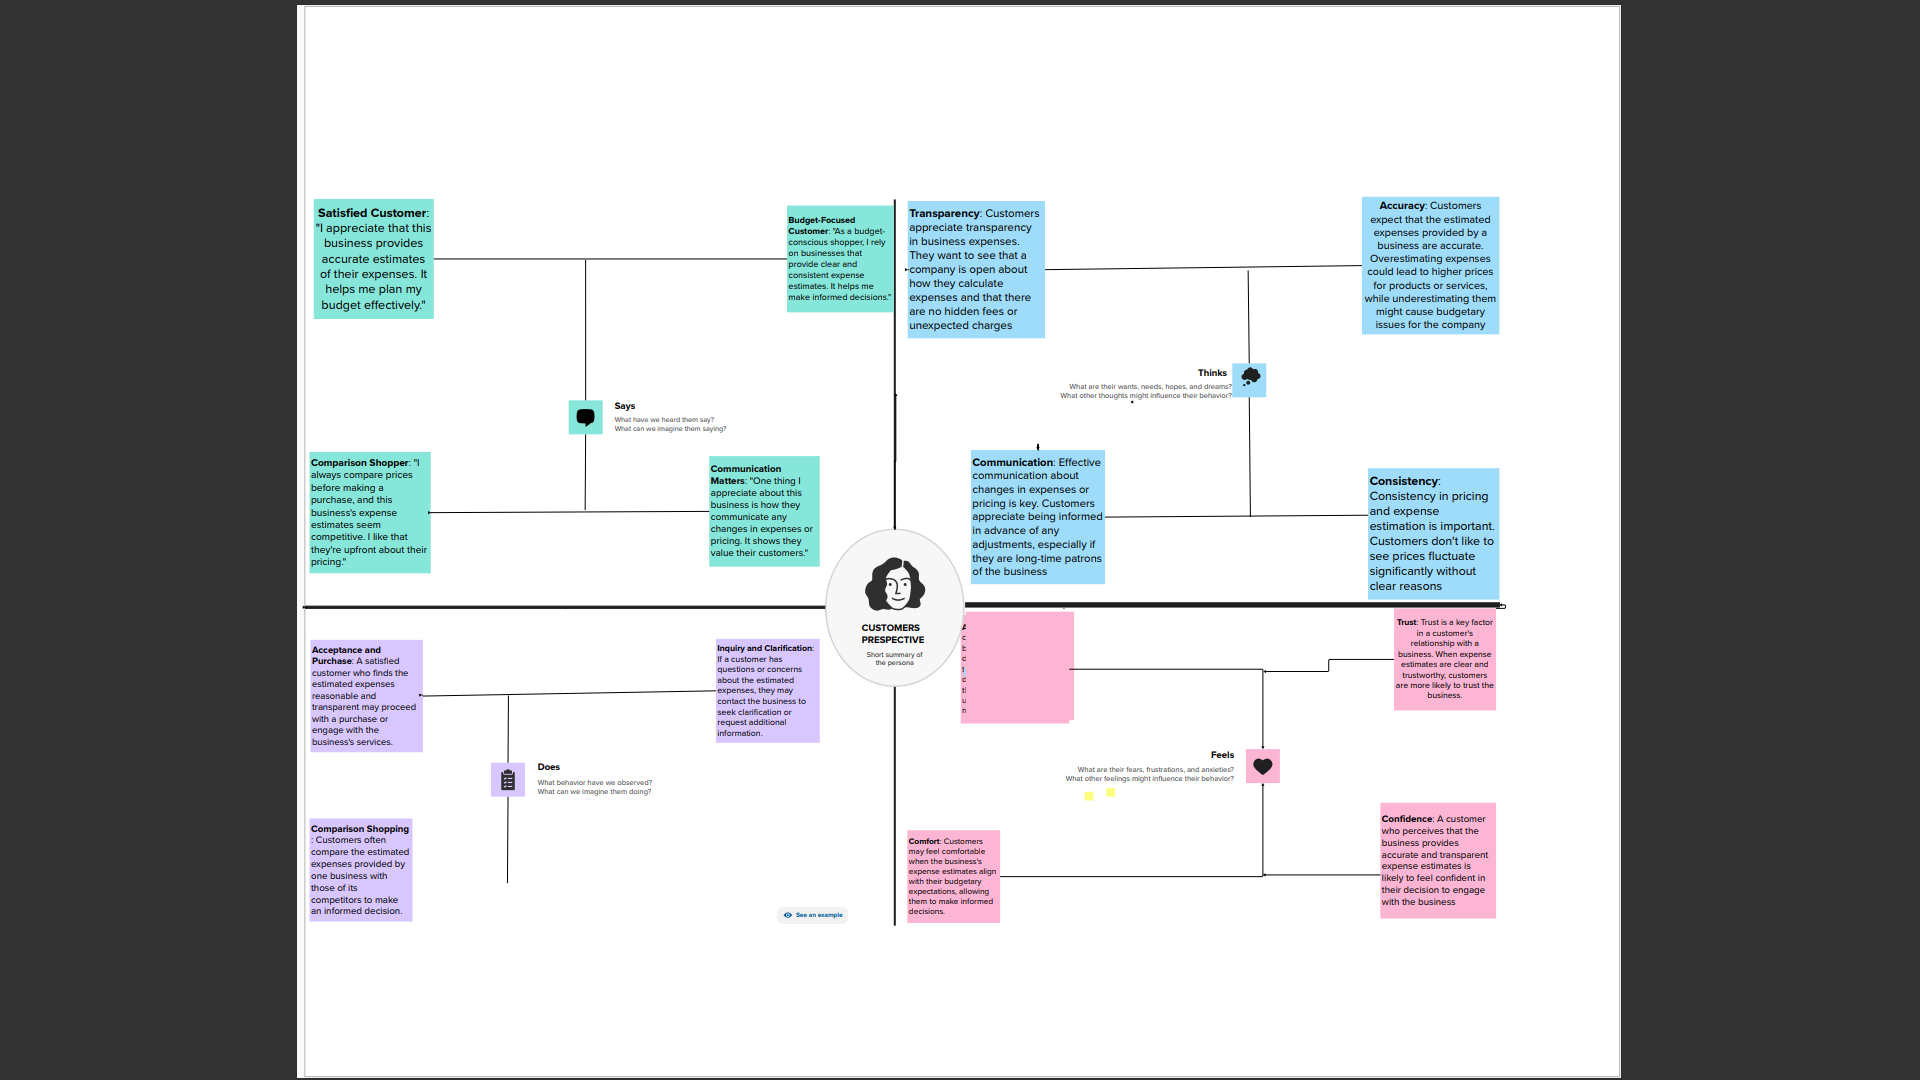 Satisfied Customer:
"I appreciate that this
business provides
accurate estimates
of their expenses. It
helps me plan my
budget effectively."
Budget-Focused
Customer: "As a budget-
conscious shopper, I rely
on businesses that
provide clear and
consistent expense
estimates. It helps me
make informed decisions."
Says
What have we heard them say?
What can we imagine them saying?
Comparison Shopper: "I
always compare prices
before making a
purchase, and this
business's expense
estimates seem
competitive. I like that
they're upfront about their
pricing."
Communication
Matters: "One thing I
appreciate about this
business is how they
communicate any
changes in expenses or
pricing. It shows they
value their customers."
Transparency: Customers
appreciate transparency
in business expenses.
They want to see that a
company is open about
how they calculate
expenses and that there
are no hidden fees or
unexpected charges
Accuracy: Customers
expect that the estimated
expenses provided by a
business are accurate.
Overestimating expenses
could lead to higher prices
for products or services,
while underestimating them
might cause budgetary
issues for the company
Thinks
What are their wants, needs, hopes, and dreams?
What other thoughts might influence their behavior?
Communication: Effective
communication about
changes in expenses or
pricing is key. Customers
appreciate being informed
in advance of any
adjustments, especially if
they are long-time patrons
of the business
Consistency:
Consistency in pricing
and expense
estimation is important.
Customers don't like to
see prices fluctuate
significantly without
clear reasons
CUSTOMERS
PRESPECTIVE
Short summary of
the persona
Acceptance and
Purchase: A satisfied
customer who finds the
estimated expenses
reasonable and
transparent may proceed
with a purchase or
engage with the
business's services.
Inquiry and Clarification:
If a customer has
questions or concerns
about the estimated
expenses, they may
contact the business to
seek clarification or
request additional
information.
Does
What behavior have we observed?
What can we imagine them doing?
Comparison Shopping
: Customers often
compare the estimated
expenses provided by
one business with
those of its
competitors to make
an informed decision.
See an example
Trust: Trust is a key factor
in a customer's
relationship with a
business. When expense
estimates are clear and
trustworthy, customers
are more likely to trust the
business.
Feels
What are their fears, frustrations, and anxieties?
What other feelings might influence their behavior?
Comfort: Customers
may feel comfortable
when the business's
expense estimates align
with their budgetary
expectations, allowing
them to make informed
decisions.
Confidence: A customer
who perceives that the
business provides
accurate and transparent
expense estimates is
likely to feel confident in
their decision to engage
with the business